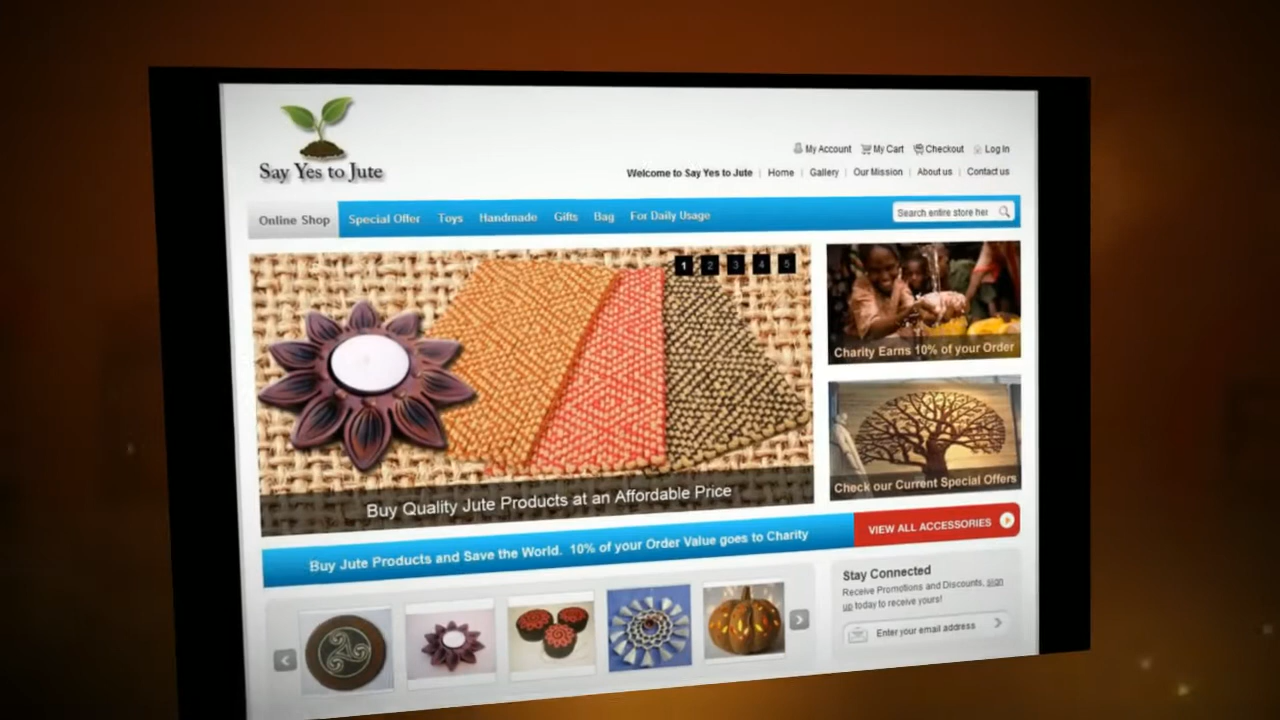 Say Yes to Jute
My Account My Cart Checkout Log In
Welcome to Say Yes to Jute | Home | Gallery | Our Mission | About us | Contact us
Online Shop Special Offer Toys Handmade Gifts Bag For Daily Usage
Search entire store her
1 2 3 4 5
Charity Earns 10% of your Order
Check our Current Special Offers
Buy Quality Jute Products at an Affordable Price
Buy Jute Products and Save the World. 10% of your Order Value goes to Charity
VIEW ALL ACCESSORIES
Stay Connected
Receive Promotions and Discounts, sign
up today to receive yours!
Enter your email address